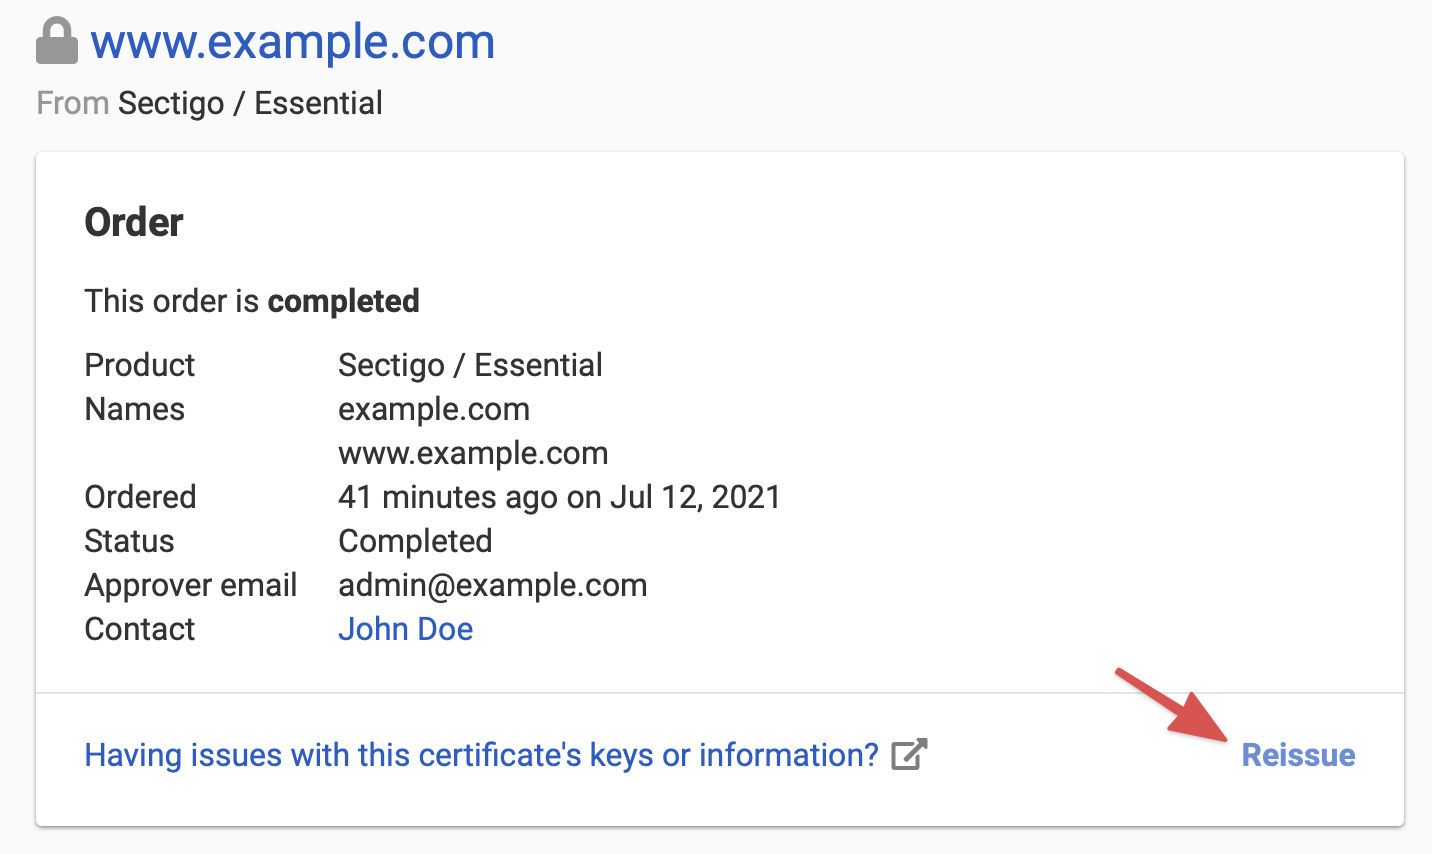 www.example.com
From Sectigo / Essential
Order
This order is completed
Product Sectigo / Essential
Names example.com
www.example.com
Ordered 41 minutes ago on Jul 12, 2021
Status Completed
Approver email admin@example.com
Contact John Doe
Having issues with this certificate's keys or information? Reissue